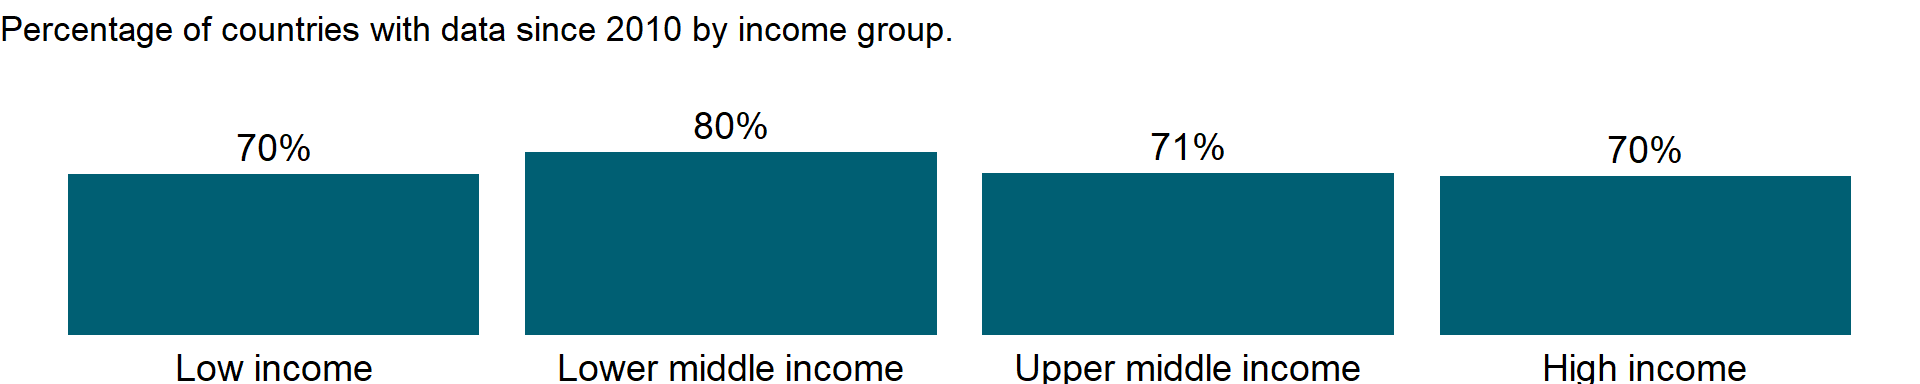 Percentage of countries with data since 2010 by income group.
70%
80%
71%
70%
Low income
Lower middle income
Upper middle income
High income